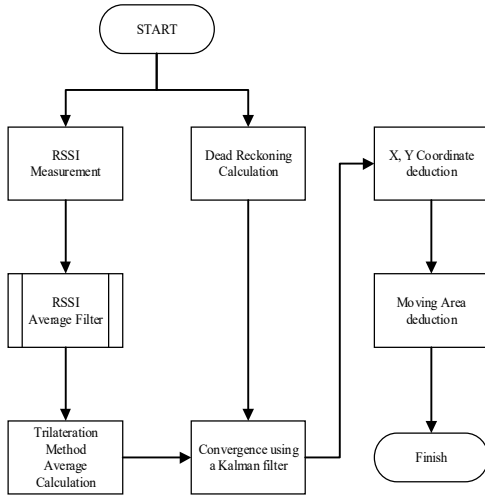 START
RSSI
Measurement
Dead Reckoning
Calculation
X, Y Coordinate
deduction
RSSI
Average Filter
Moving Area
deduction
Trilateration
Method
Average
Calculation
Convergence using
a Kalman filter
Finish